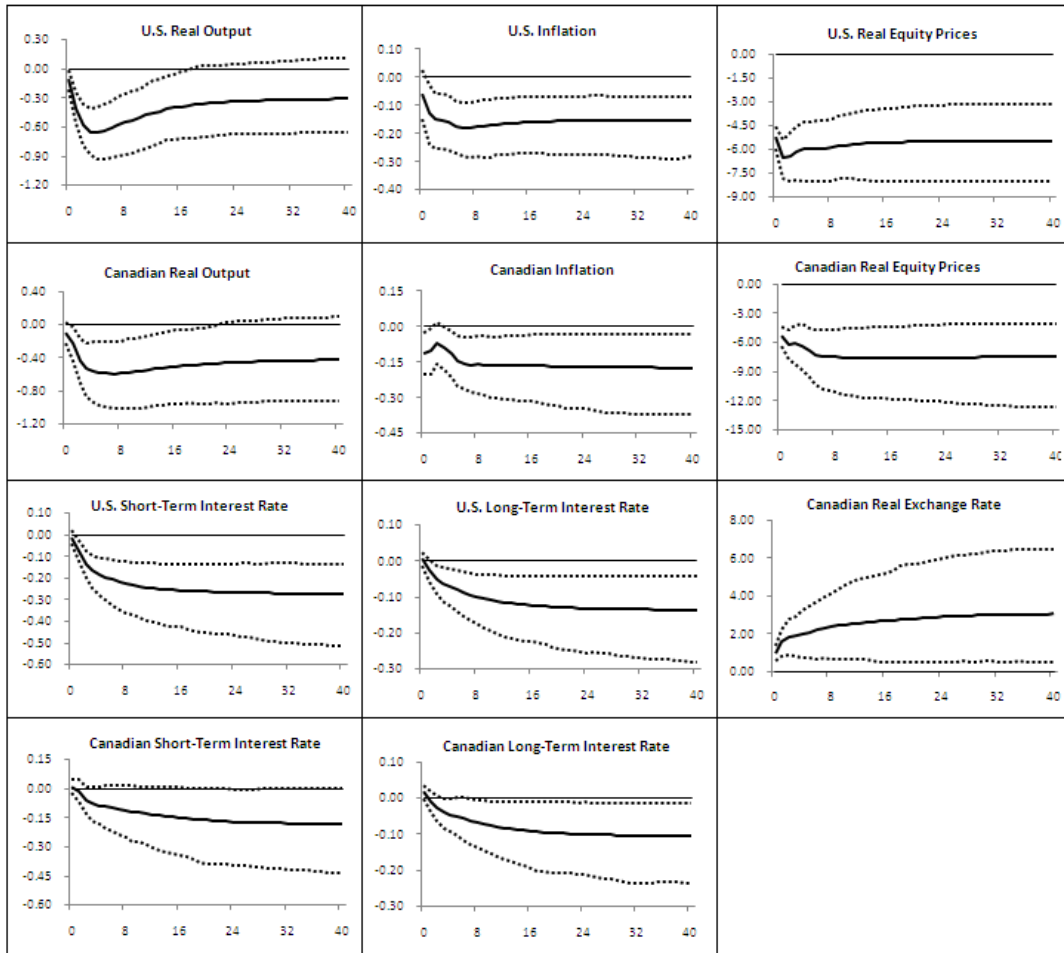 U.S. Real Output
0.30
0.00
-0.30
-0.60
-0.90
-1.20
0 8 16 24 32 40
U.S. Inflation
0.10
0.00
-0.10
-0.20
-0.30
-0.40
0 8 16 24 32 40
U.S. Real Equity Prices
0.00
-1.50
-3.00
-4.50
-6.00
-7.50
-9.00
0 8 16 24 32 40
Canadian Real Output
0.40
0.00
-0.40
-0.80
-1.20
0 8 16 24 32 40
Canadian Inflation
0.15
0.00
-0.15
-0.30
-0.45
0 8 16 24 32 40
Canadian Real Equity Prices
0.00
-3.00
-6.00
-9.00
-12.00
-15.00
0 8 16 24 32 40
U.S. Short-Term Interest Rate
0.10
0.00
-0.10
-0.20
-0.30
-0.40
-0.50
-0.60
0 8 16 24 32 40
U.S. Long-Term Interest Rate
0.10
0.00
-0.10
-0.20
-0.30
0 8 16 24 32 40
Canadian Real Exchange Rate
8.00
6.00
4.00
2.00
0.00
0 8 16 24 32 40
Canadian Short-Term Interest Rate
0.15
0.00
-0.15
-0.30
-0.45
-0.60
0 8 16 24 32 40
Canadian Long-Term Interest Rate
0.10
0.00
-0.10
-0.20
-0.30
0 8 16 24 32 40